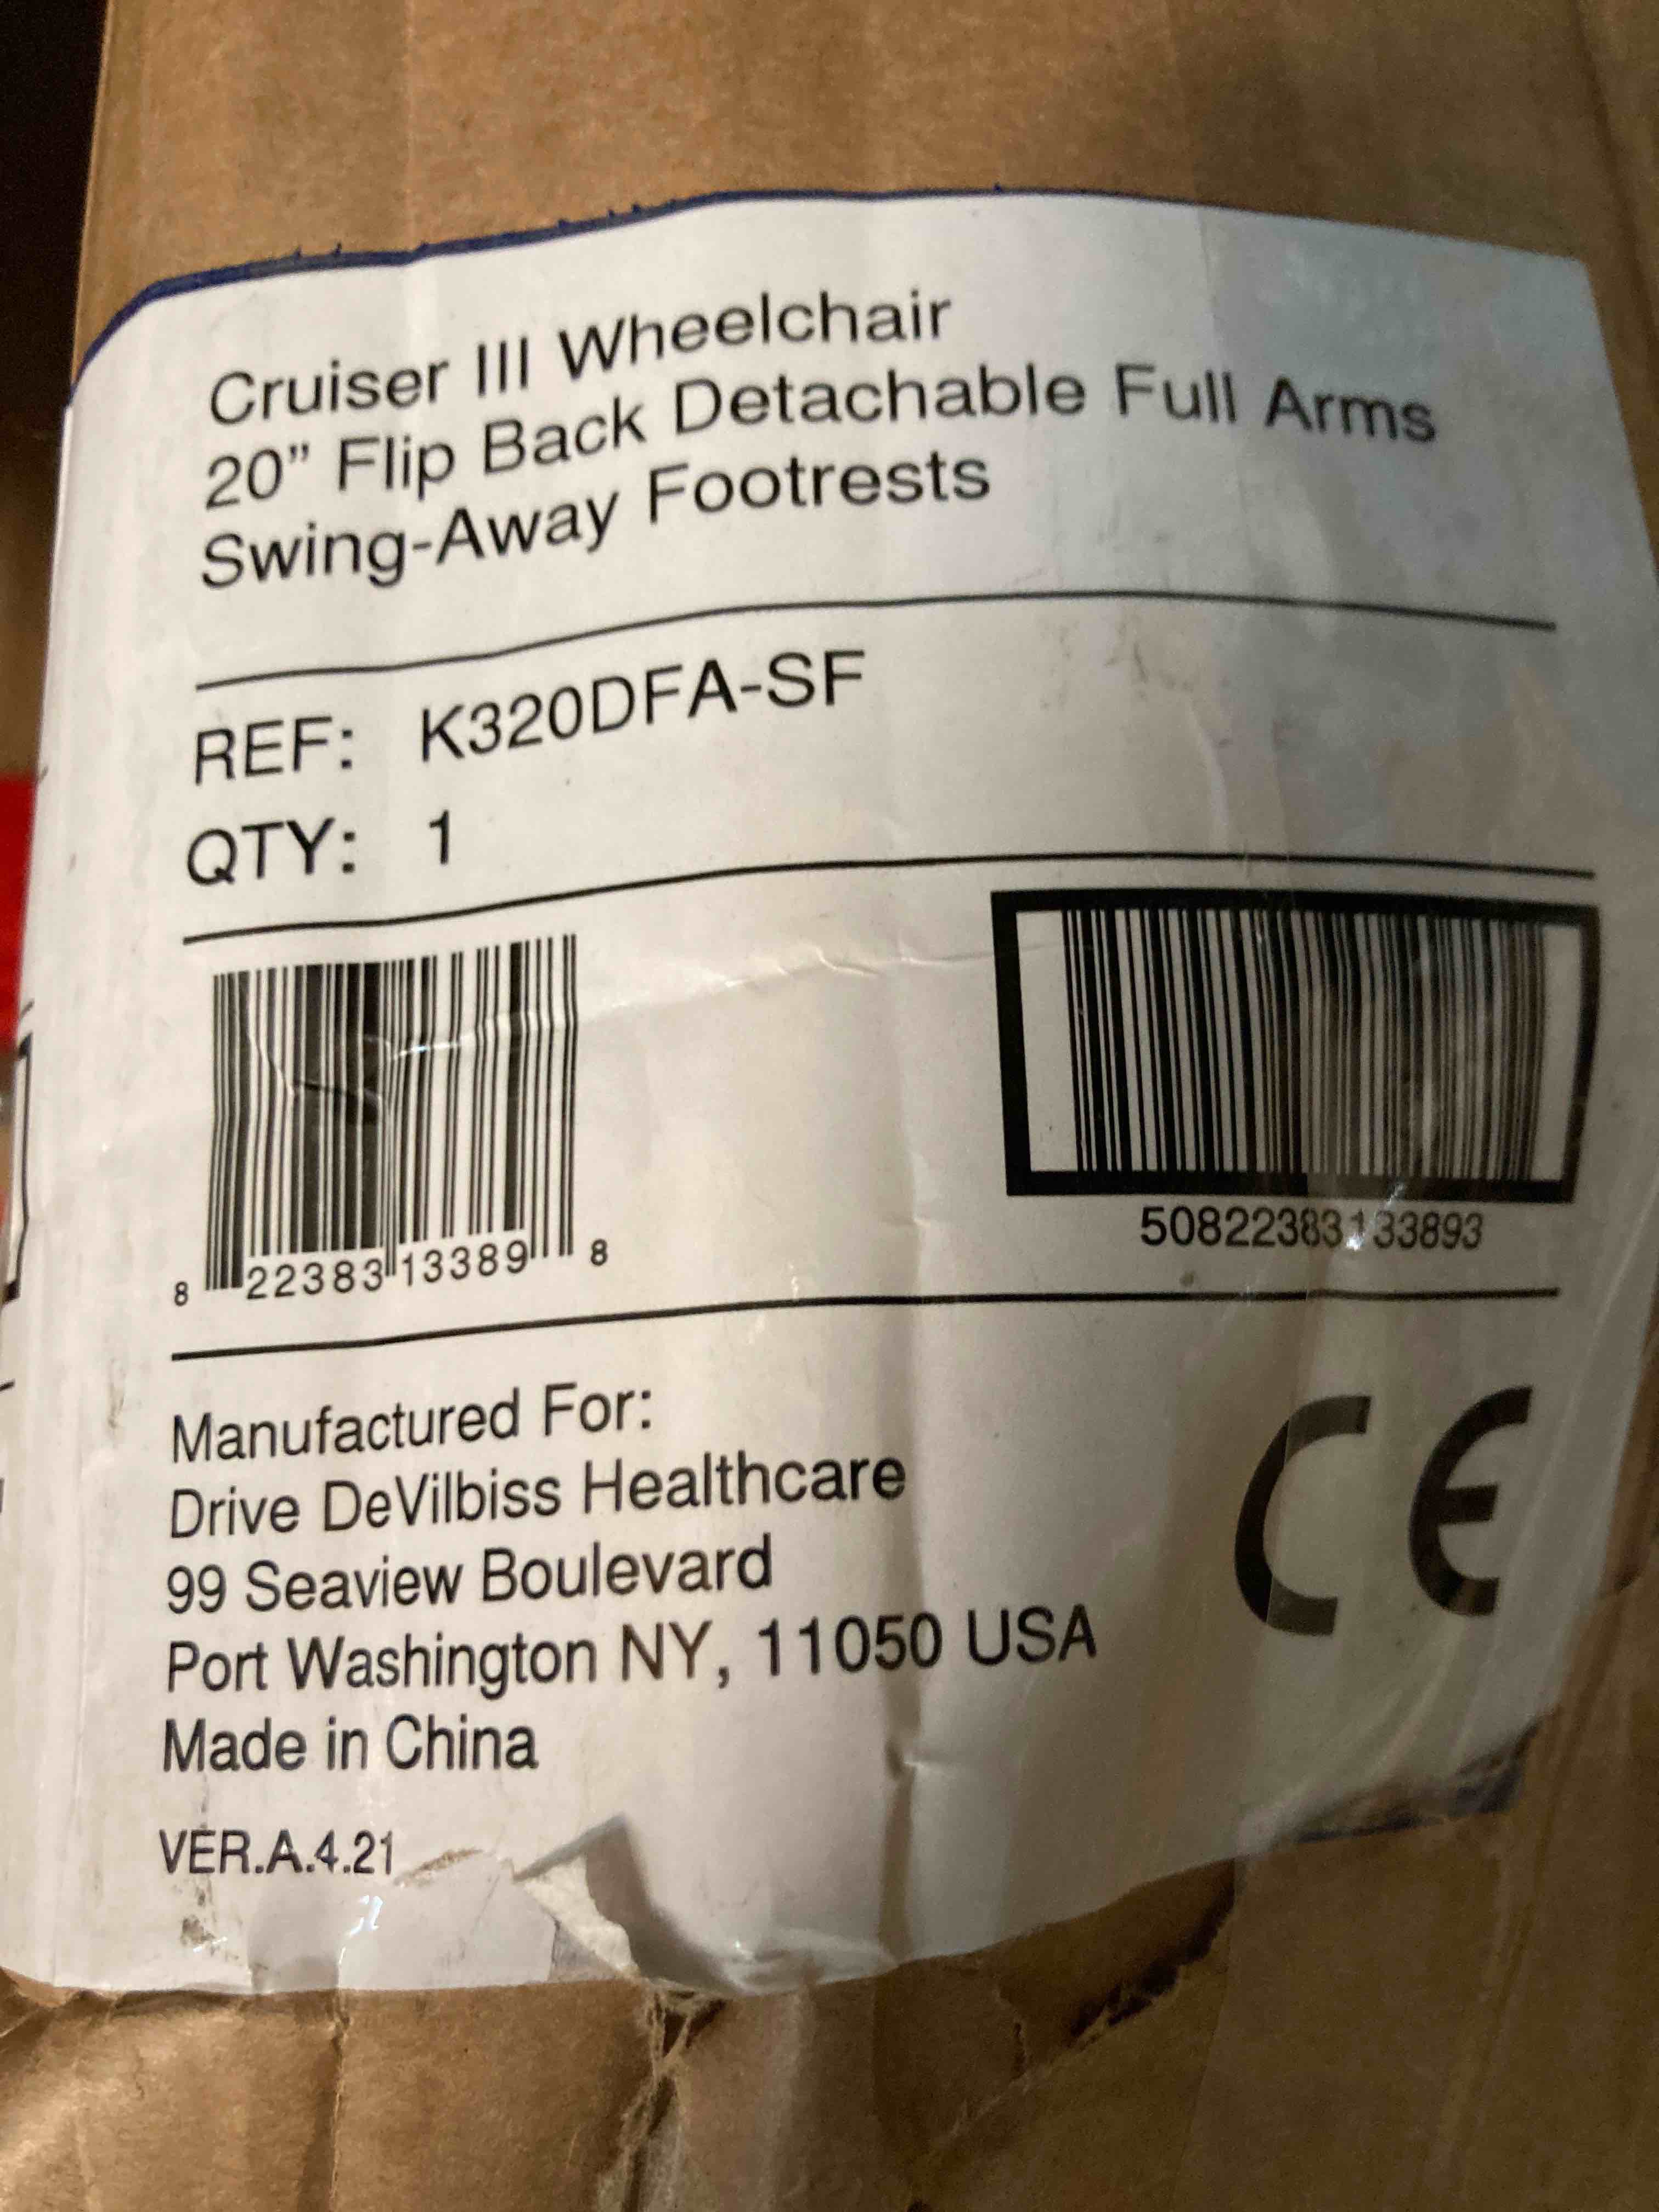 Cruiser III Wheelchair
20” Flip Back Detachable Full Arms
Swing-Away Footrests
REF: K320DFA-SF
QTY: 1
8 22383 13389 8
50822383133893
Manufactured For:
Drive DeVilbiss Healthcare
99 Seaview Boulevard
Port Washington NY, 11050 USA
Made in China
CE
VER.A.4.21